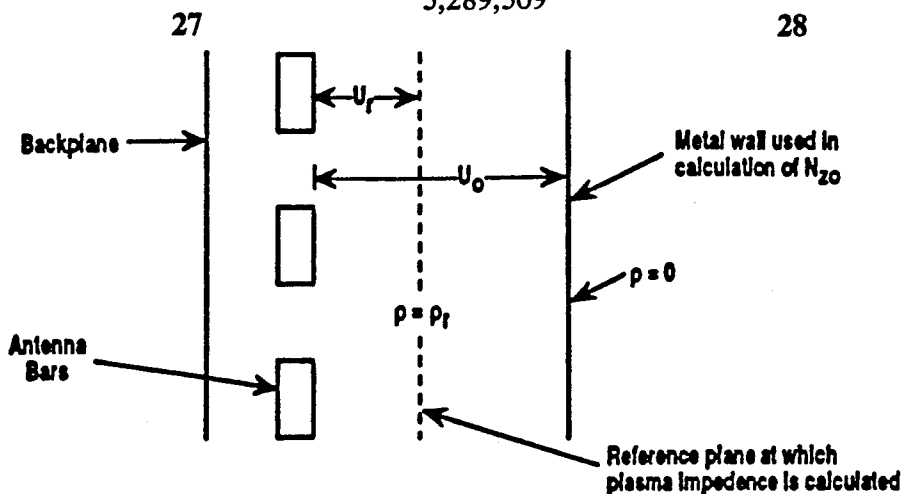 5,289,509
27
28
U_r
Backplane
Metal wall used in
calculation of N_zo
U_o
ρ = 0
ρ = ρ_r
Antenna
Bars
Reference plane at which
plasma impedence is calculated